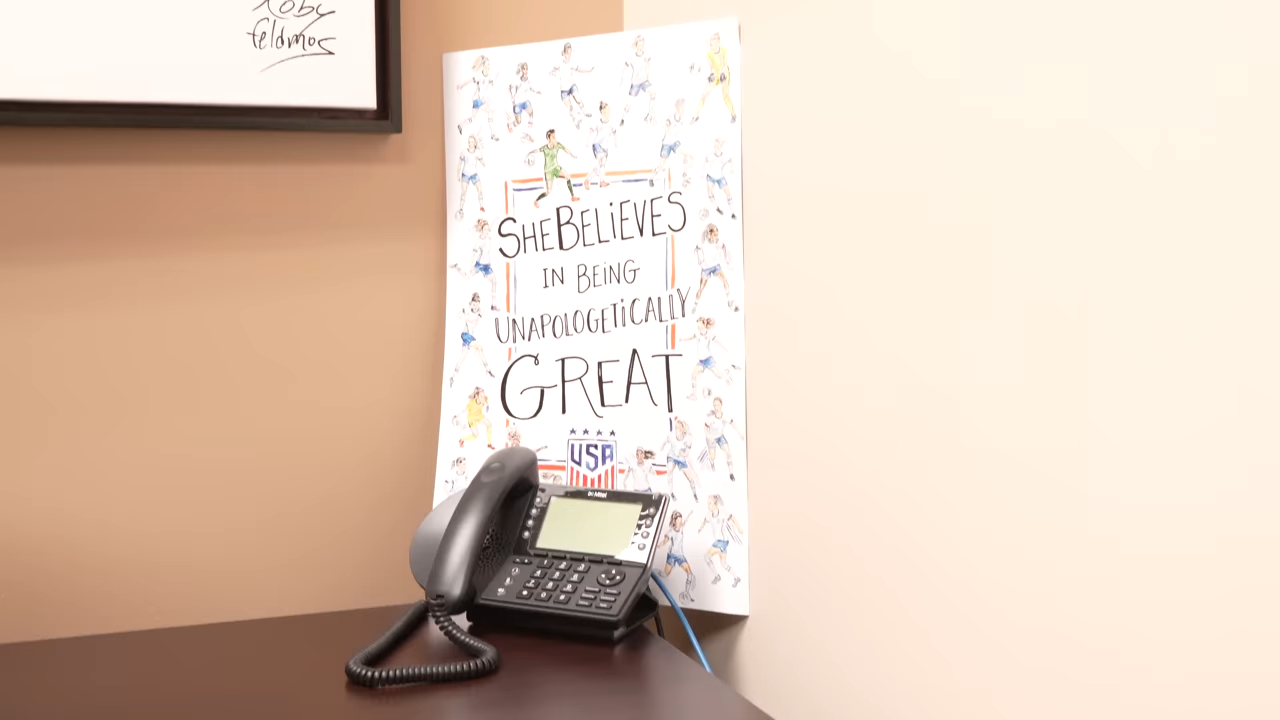 Feldmos
SHEBELiEVES
IN BEiNG
UNAPOLOGETiCALLY
GREAT
USA
Mitel